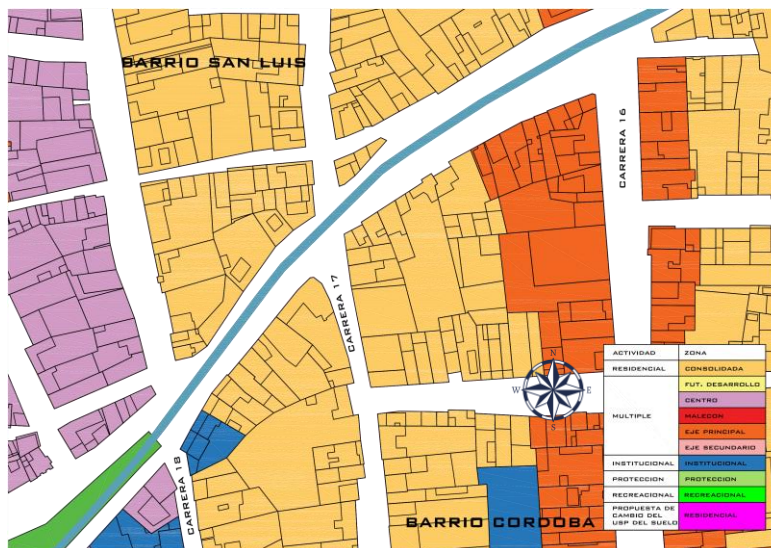 BARRIO SAN LUIS
CARRERA 16
CARRERA 17
N
W
E
S
ACTIVIDAD ZONA
RESIDENCIAL CONSOLIDADA
FUT. DESARROLLO
MULTIPLE
CENTRO
MALECON
EJE PRINCIPAL
EJE SECUNDARIO
INSTITUCIONAL INSTITUCIONAL
PROTECCION PROTECCION
RECREACIONAL RECREACIONAL
PROPUESTA DE
CAMBIO DEL
USP DEL SUELO
RESIDENCIAL
CARRERA 18
BARRIO CORDOBA